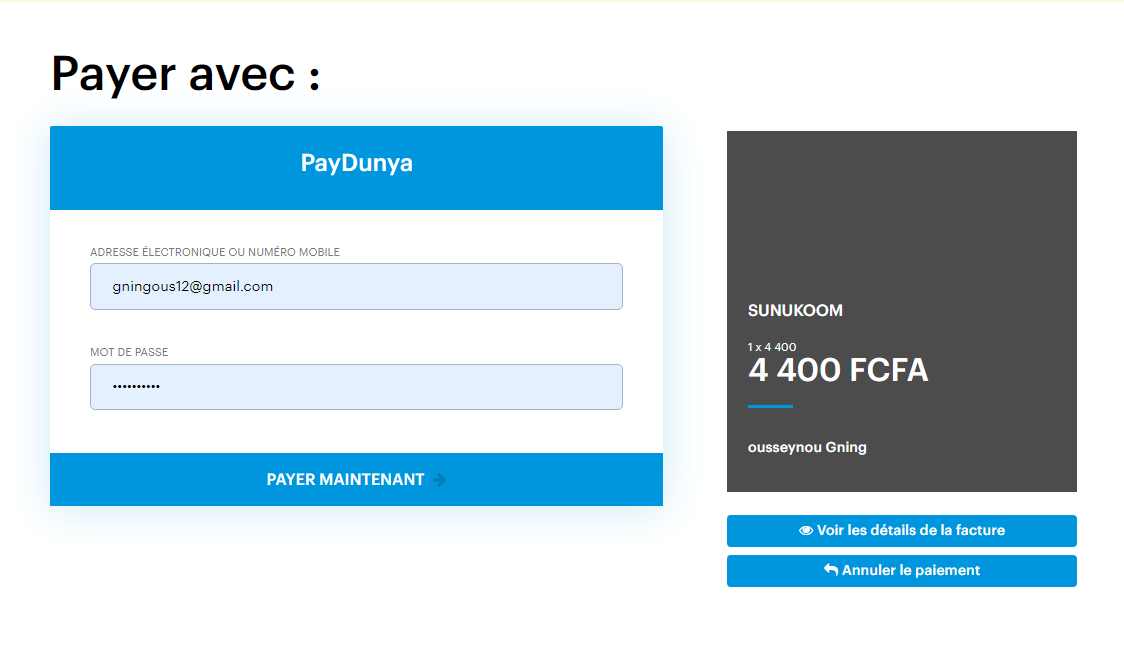 Payer avec :
PayDunya
ADRESSE ÉLECTRONIQUE OU NUMÉRO MOBILE
gningous12@gmail.com
MOT DE PASSE
••••••••••
PAYER MAINTENANT
SUNUKOOM
1 x 4 400
4 400 FCFA
ousseynou Gning
Voir les détails de la facture
Annuler le paiement